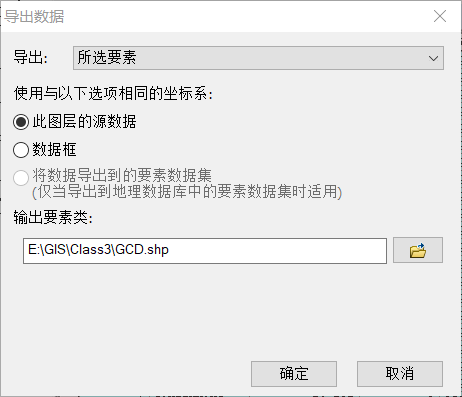 导出数据
导出: 所选要素
使用与以下选项相同的坐标系:
此图层的源数据
数据框
将数据导出到的要素数据集
(仅当导出到地理数据库中的要素数据集时适用)
输出要素类:
E:\GIS\Class3\GCD.shp
确定 取消